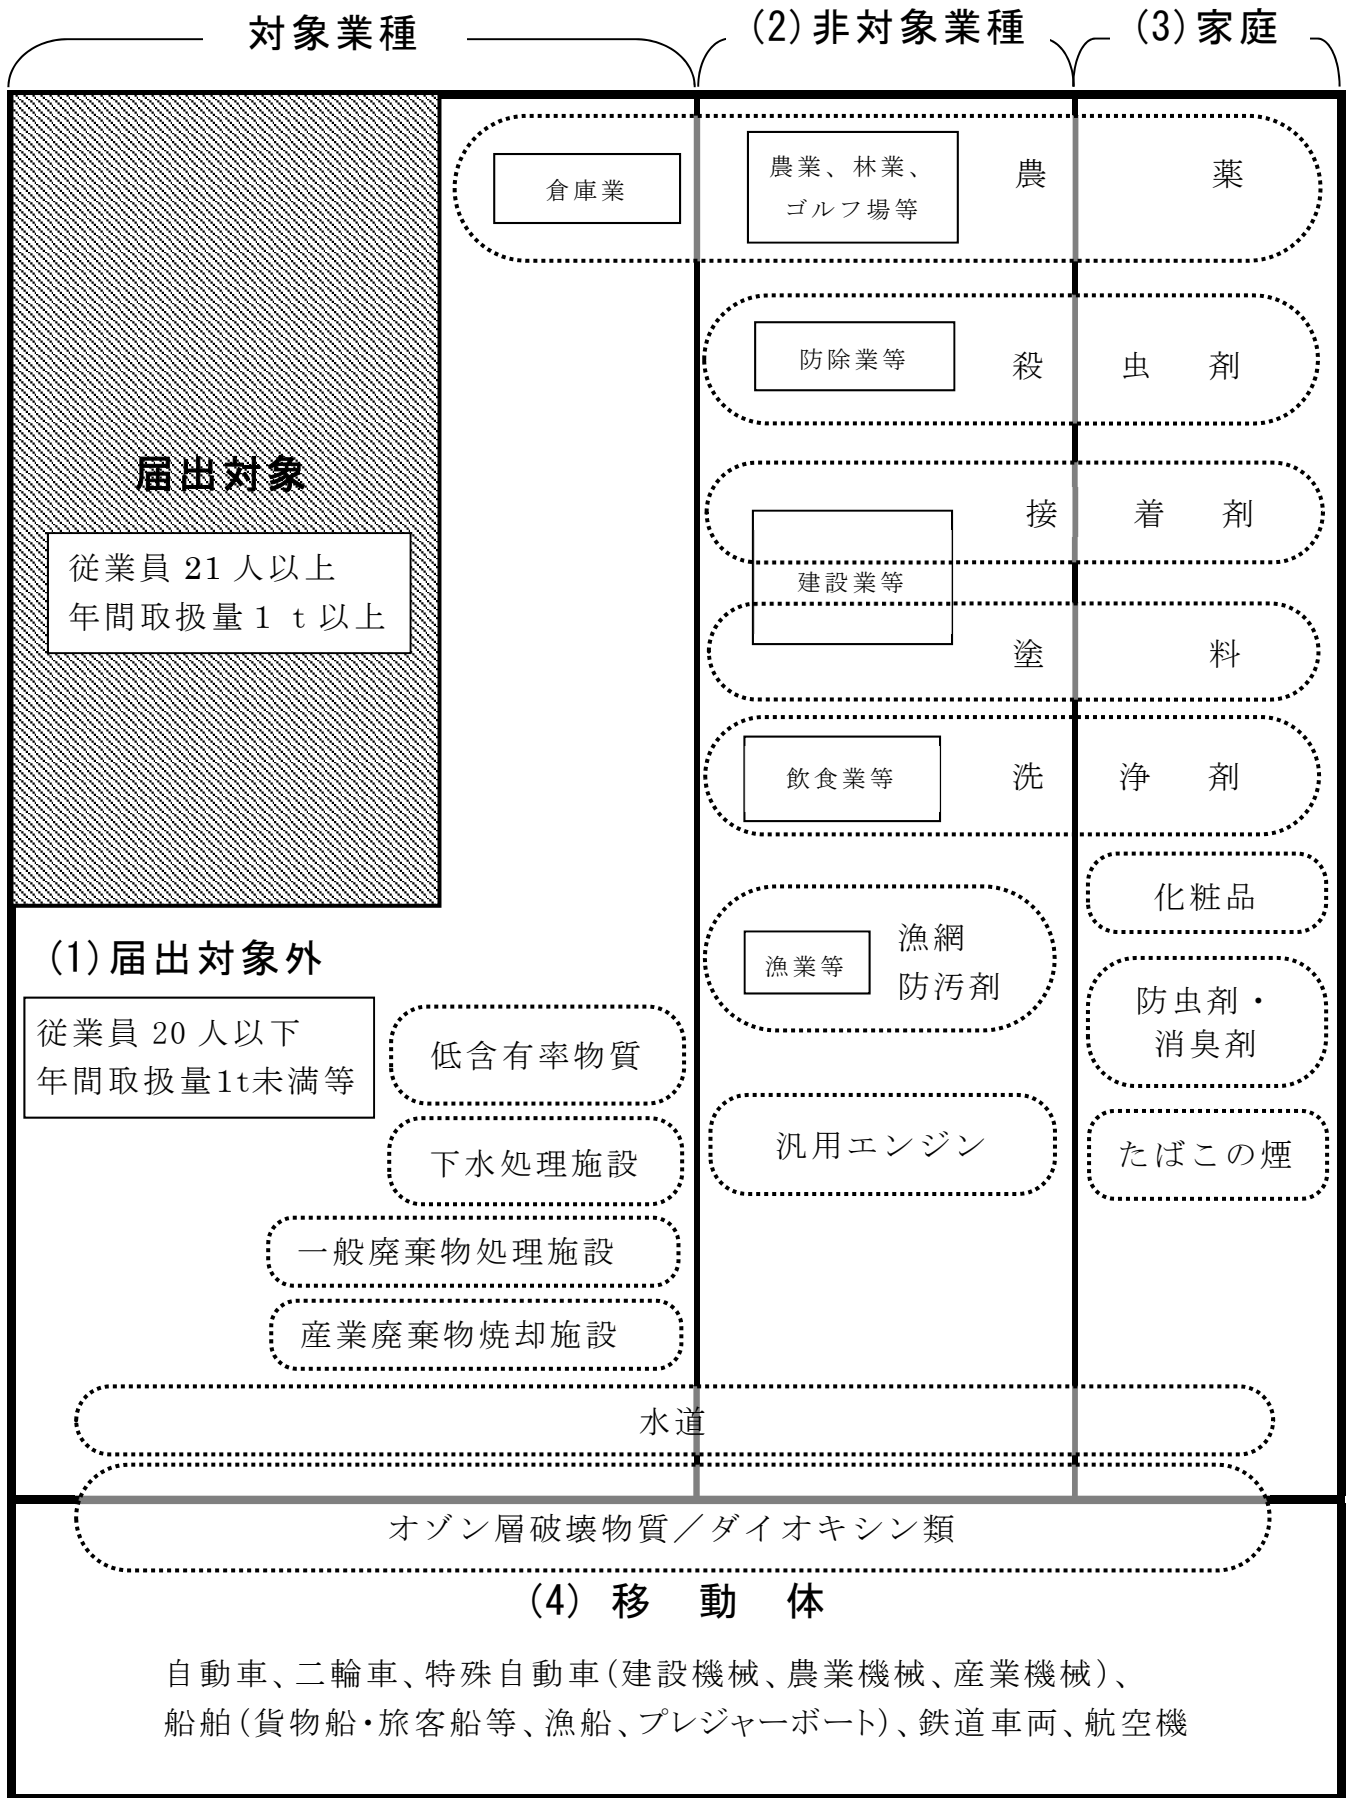 対象業種
(2)非対象業種
(3)家庭
倉庫業
農業、林業、
ゴルフ場等
農薬
防除業等
殺虫剤
届出対象
従業員 21 人以上
年間取扱量 1 t 以上
接着剤
建設業等
塗料
飲食業等
洗浄剤
化粧品
(1)届出対象外
従業員 20 人以下
年間取扱量1t未満等
漁業等
漁網
防汚剤
防虫剤・
消臭剤
低含有率物質
汎用エンジン
たばこの煙
下水処理施設
一般廃棄物処理施設
産業廃棄物焼却施設
水道
オゾン層破壊物質／ダイオキシン類
(4) 移 動 体
自動車、二輪車、特殊自動車(建設機械、農業機械、産業機械)、
船舶(貨物船・旅客船等、漁船、プレジャーボート)、鉄道車両、航空機